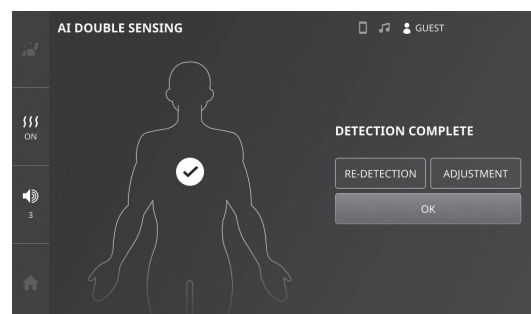 AI DOUBLE SENSING
GUEST
ON
3
DETECTION COMPLETE
RE-DETECTION
ADJUSTMENT
OK